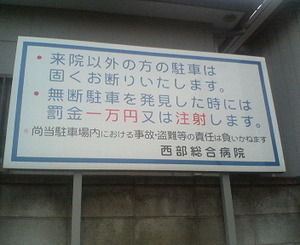 ・来院以外の方の駐車は
固くお断りいたします。
・無断駐車を発見した時には
罰金一万円又は注射します。
※尚当駐車場内における事故・盗難等の責任は負いかねます
西部総合病院